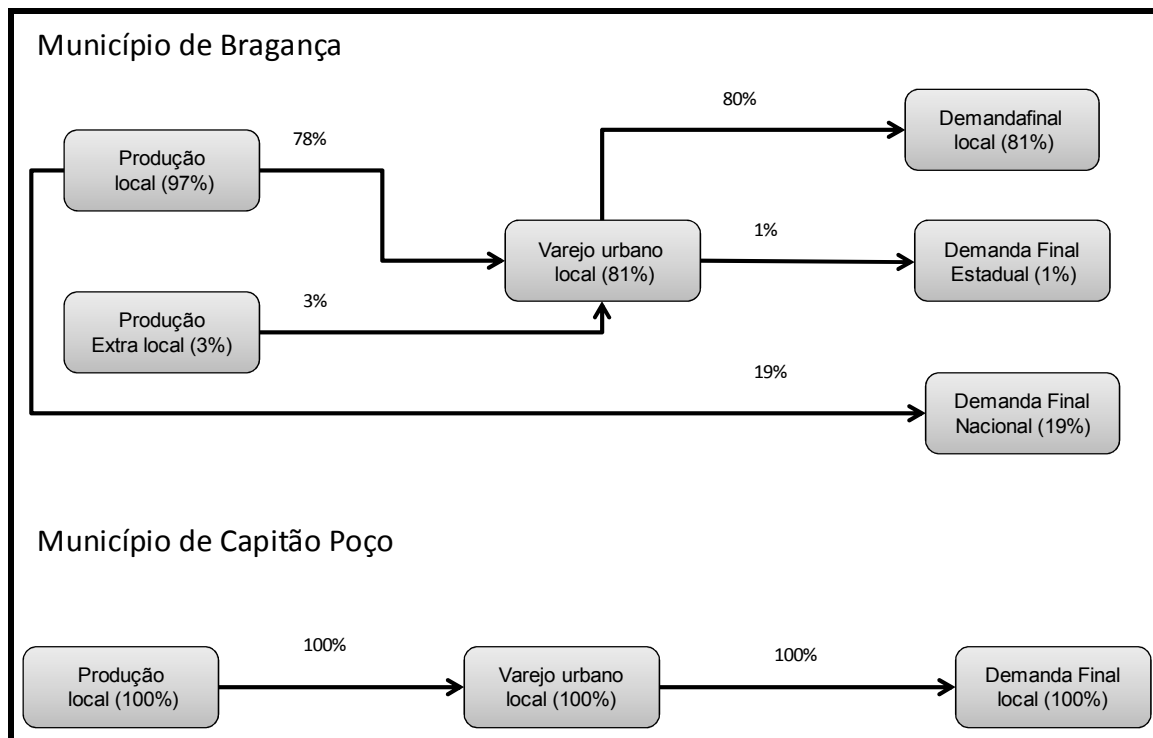 Município de Bragança
80%
Demandafinal
local (81%)
78%
Produção
local (97%)
1%
Varejo urbano
local (81%)
Demanda Final
Estadual (1%)
3%
Produção
Extra local (3%)
19%
Demanda Final
Nacional (19%)
Município de Capitão Poço
100%
100%
Produção
local (100%)
Varejo urbano
local (100%)
Demanda Final
local (100%)